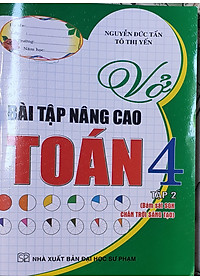 NGUYỄN ĐỨC TẤN
TÔ THỊ YẾN
Vở
BÀI TẬP NÂNG CAO
TOÁN 4
TẬP 2
(Bám sát SGK
CHÂN TRỜI SÁNG TẠO)
NHÀ XUẤT BẢN ĐẠI HỌC SƯ PHẠM